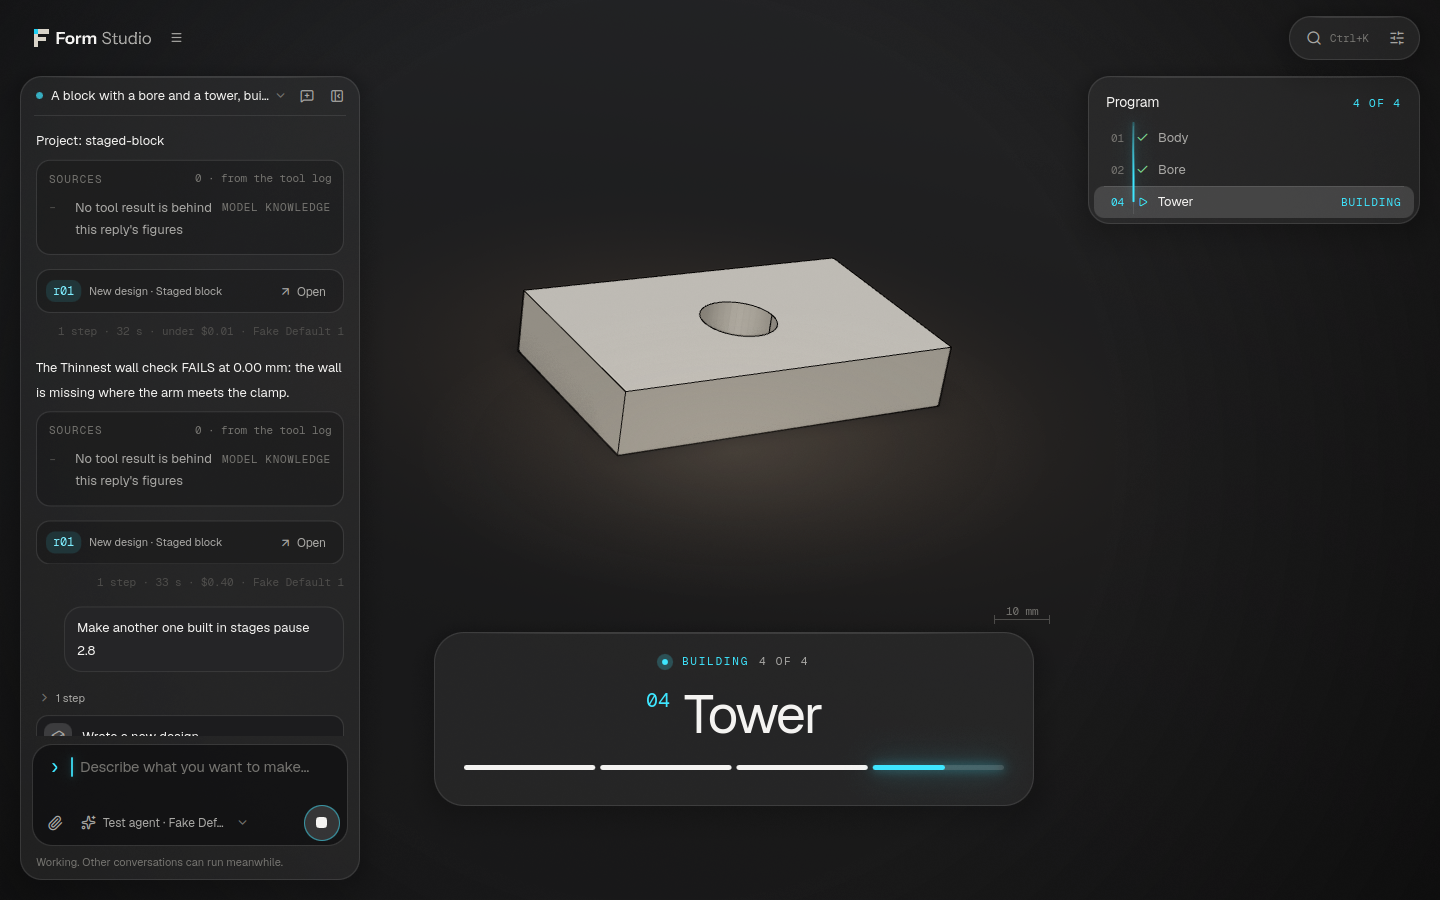 Form Studio
Ctrl+K
A block with a bore and a tower, bui...
Project: staged-block
SOURCES 0 · from the tool log
– No tool result is behind MODEL KNOWLEDGE
this reply's figures
r01 New design · Staged block Open
1 step · 32 s · under $0.01 · Fake Default 1
The Thinnest wall check FAILS at 0.00 mm: the wall
is missing where the arm meets the clamp.
SOURCES 0 · from the tool log
– No tool result is behind MODEL KNOWLEDGE
this reply's figures
r01 New design · Staged block Open
1 step · 33 s · $0.40 · Fake Default 1
Make another one built in stages pause
2.8
1 step
Wrote a new design
Describe what you want to make...
Test agent · Fake Def...
Working. Other conversations can run meanwhile.
10 mm
BUILDING 4 OF 4
04 Tower
Program 4 OF 4
01 Body
02 Bore
04 Tower BUILDING